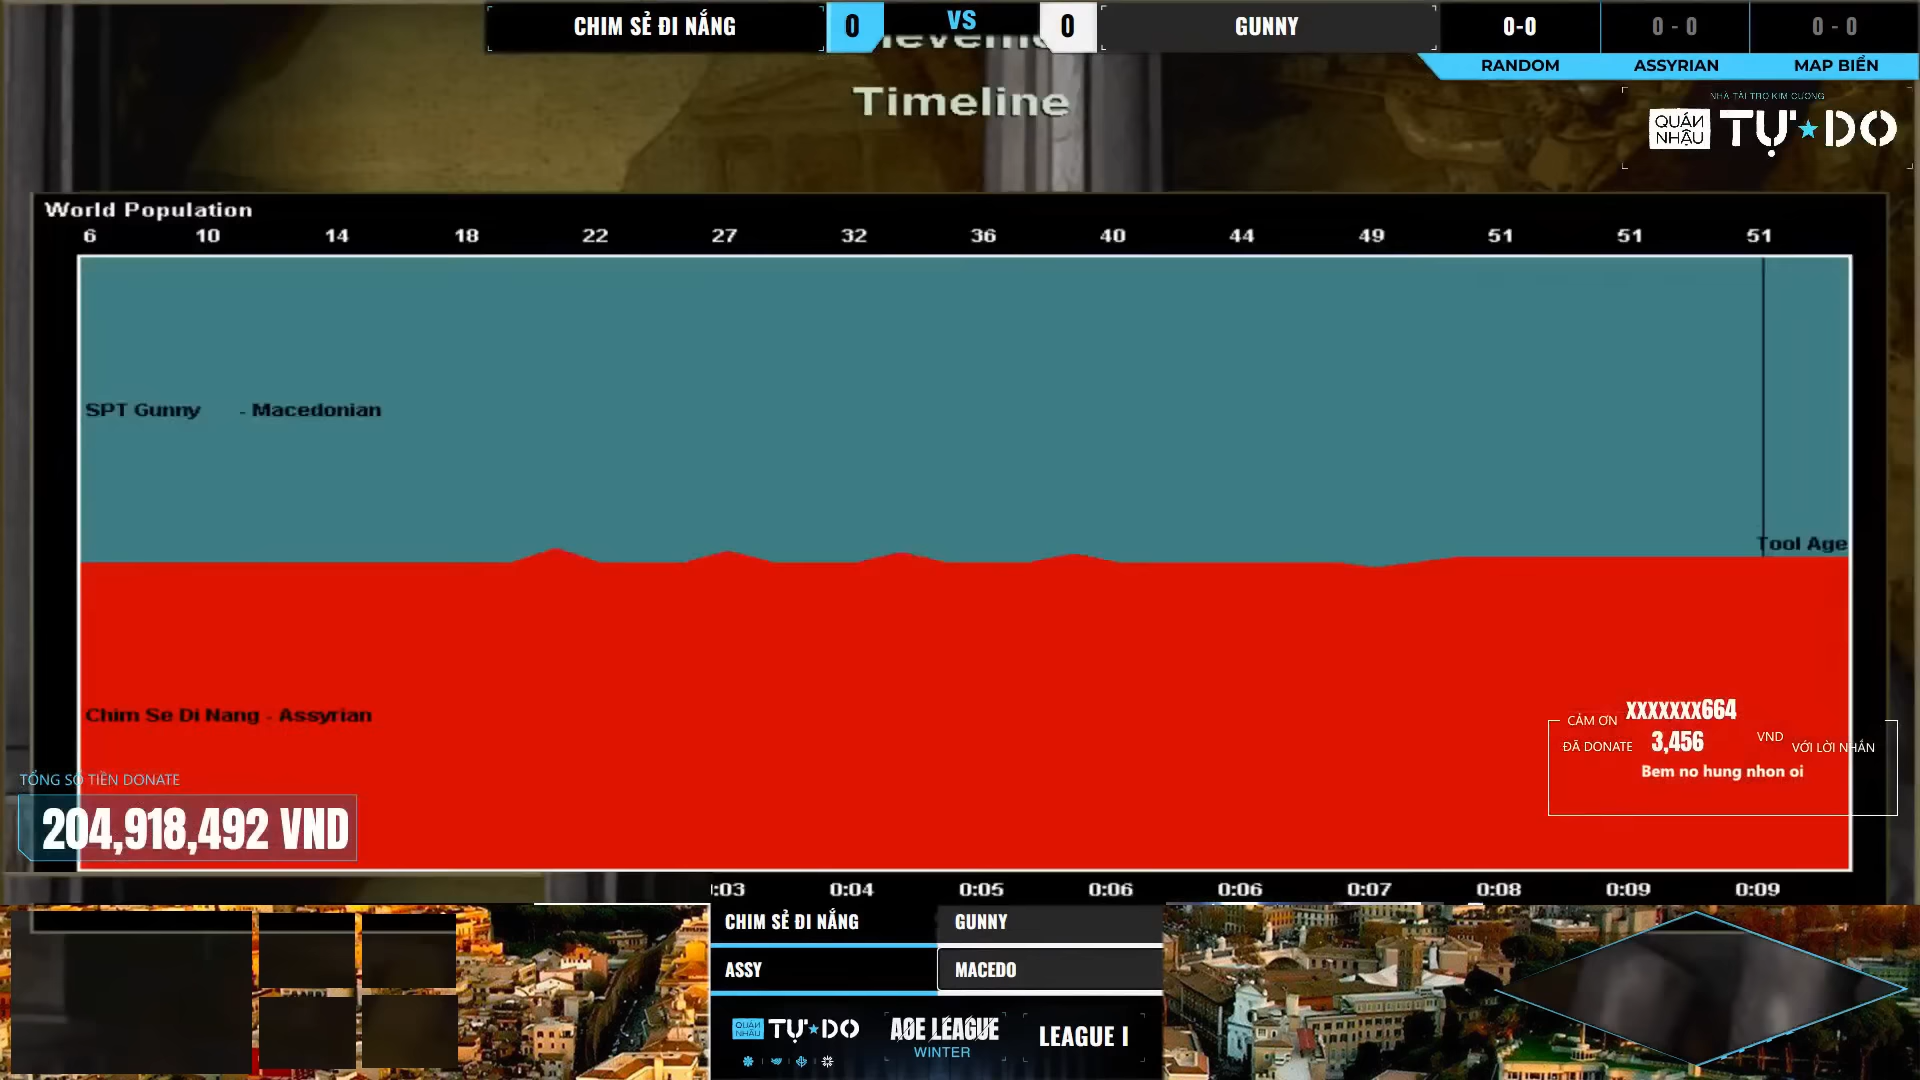 CHIM SẺ ĐI NẮNG 0 VS 0 GUNNY 0-0 0 - 0 0 - 0
RANDOM ASSYRIAN MAP BIỂN
Timeline
NHÀ TÀI TRỢ KIM CƯƠNG
QUÁN NHẬU TỰ DO
World Population
6 10 14 18 22 27 32 36 40 44 49 51 51 51
SPT Gunny - Macedonian
Tool Age
Chim Se Di Nang - Assyrian
CẢM ƠN xxxxxxx664
ĐÃ DONATE 3,456 VND VỚI LỜI NHẮN
Bem no hung nhon oi
TỔNG SỐ TIỀN DONATE
204,918,492 VND
:03 0:04 0:05 0:06 0:06 0:07 0:08 0:09 0:09
CHIM SẺ ĐI NẮNG GUNNY
ASSY MACEDO
QUÁN NHẬU TỰ DO AOE LEAGUE LEAGUE I
WINTER